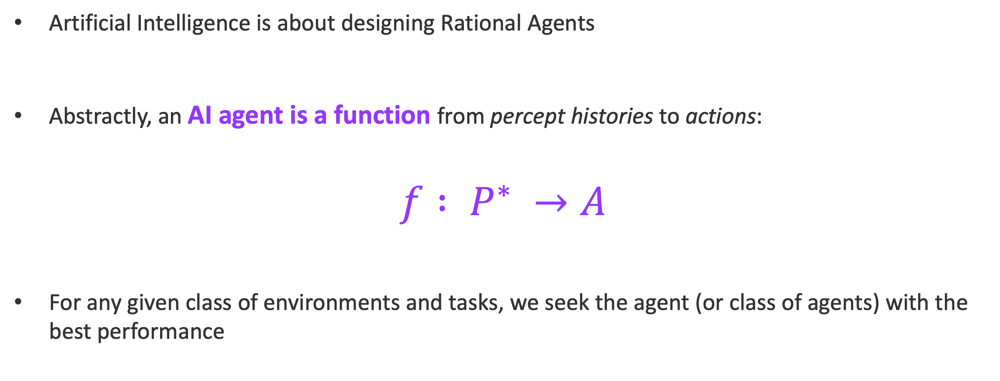 • Artificial Intelligence is about designing Rational Agents
• Abstractly, an AI agent is a function from percept histories to actions:
f : P* → A
• For any given class of environments and tasks, we seek the agent (or class of agents) with the
best performance